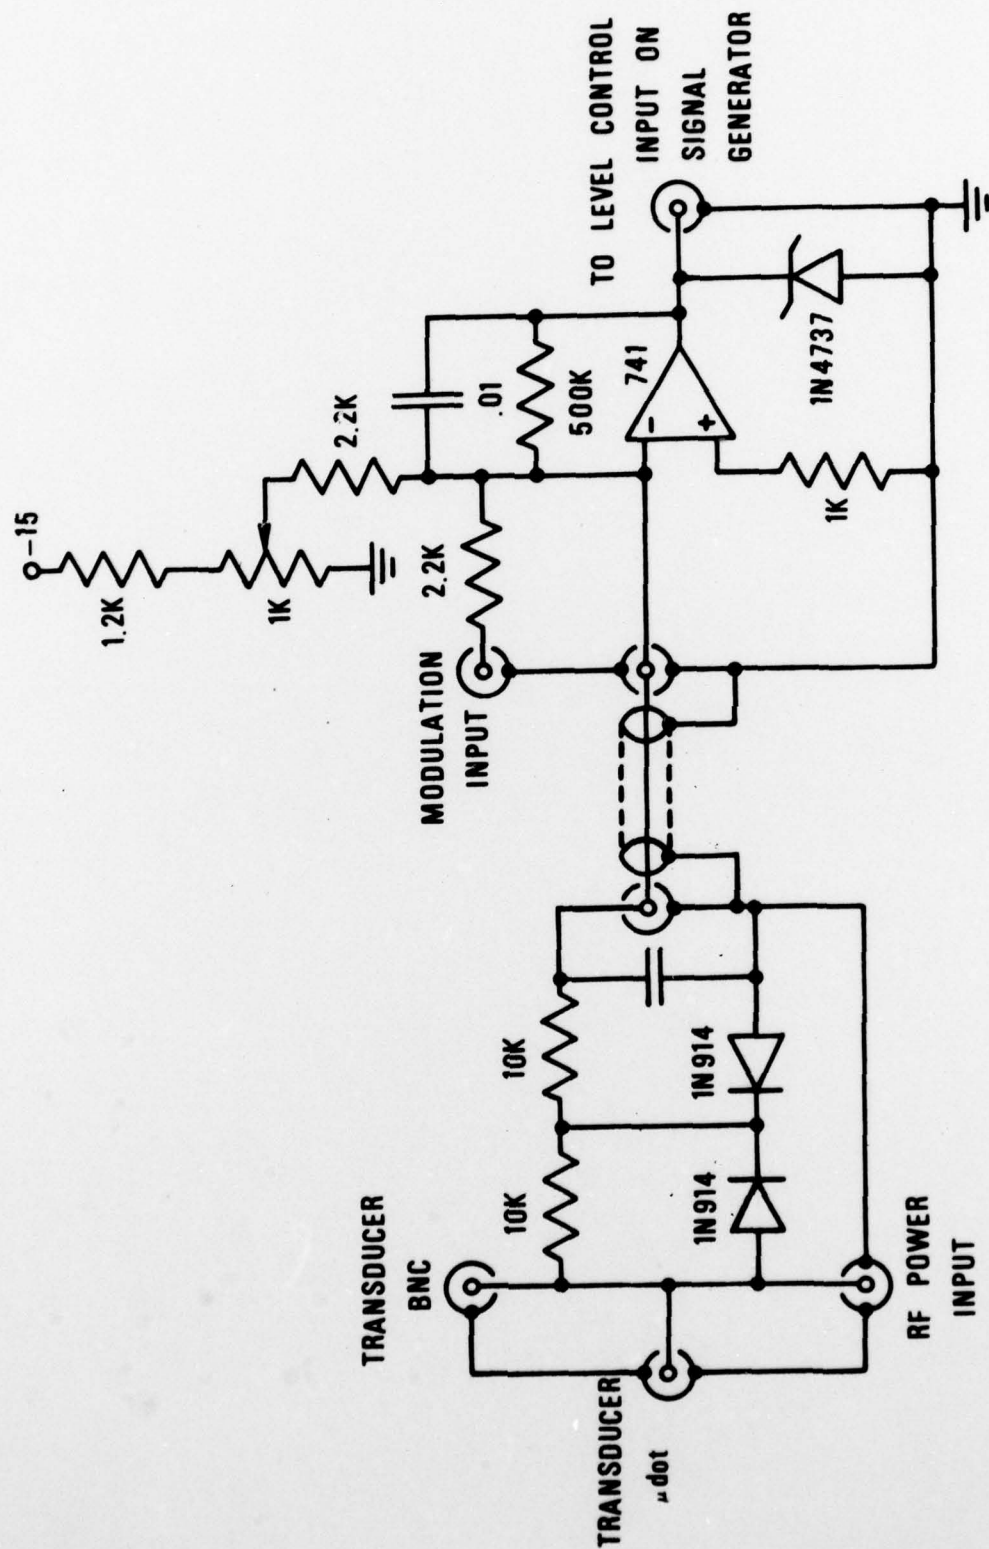 -15
1.2K
1K
2.2K
2.2K
.01
500K
MODULATION
INPUT
741
-
+
1K
1N4737
TO LEVEL CONTROL
INPUT ON
SIGNAL
GENERATOR
TRANSDUCER
BNC
10K
10K
1N914
1N914
TRANSDUCER
μdot
RF POWER
INPUT